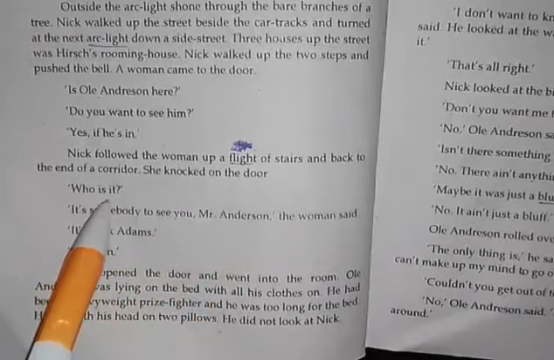 Outside the arc-light shone through the bare branches of a
tree. Nick walked up the street beside the car-tracks and turned
at the next arc-light down a side-street. Three houses up the street
was Hirsch's rooming-house. Nick walked up the two steps and
pushed the bell. A woman came to the door.
'Is Ole Andreson here?'
'Do you want to see him?'
'Yes, if he's in.'
Nick followed the woman up a flight of stairs and back to
the end of a corridor. She knocked on the door
'Who is it?'
'It's ebody to see you, Mr. Anderson,' the woman said.
Adams.'
opened the door and went into the room. Ole
was lying on the bed with all his clothes on. He had
vyweight prize-fighter and he was too long for the bed
his head on two pillows. He did not look at Nick.
'I don't want to
said. He looked at the
it.'
'That's all right.'
Nick looked at the
'Don't you want me
'No,' Ole Andreson
'Isn't there something
'No. There ain't
'Maybe it was just a
'No. It ain't just a bluff.'
Ole Andreson rolled
'The only thing is,' he
can't make up my mind to go
'Couldn't you get out of
'No,' Ole Andreson said.
around.'